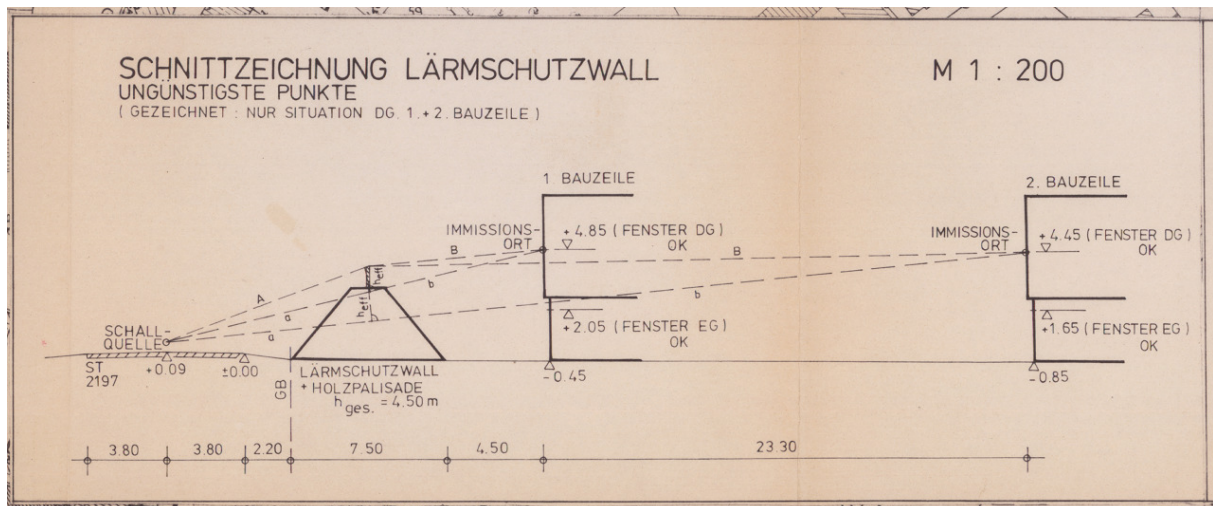 SCHNITTZEICHNUNG LÄRMSCHUTZWALL
M 1 : 200
UNGÜNSTIGSTE PUNKTE
( GEZEICHNET : NUR SITUATION DG. 1.+ 2. BAUZEILE )
1. BAUZEILE
2. BAUZEILE
IMMISSIONS-
ORT
+ 4.85 ( FENSTER DG )
OK
IMMISSIONS-
ORT
+ 4.45 ( FENSTER DG )
OK
B
B
A
a
b
a
b
heff
heff
SCHALL-
QUELLE
+2.05 (FENSTER EG )
OK
+1.65 (FENSTER EG )
OK
ST
2197
+0.09
±0.00
GB
LÄRMSCHUTZWALL
+ HOLZPALISADE
h ges. = 4.50 m
-0.45
-0.85
3.80
3.80
2.20
7.50
4.50
23.30